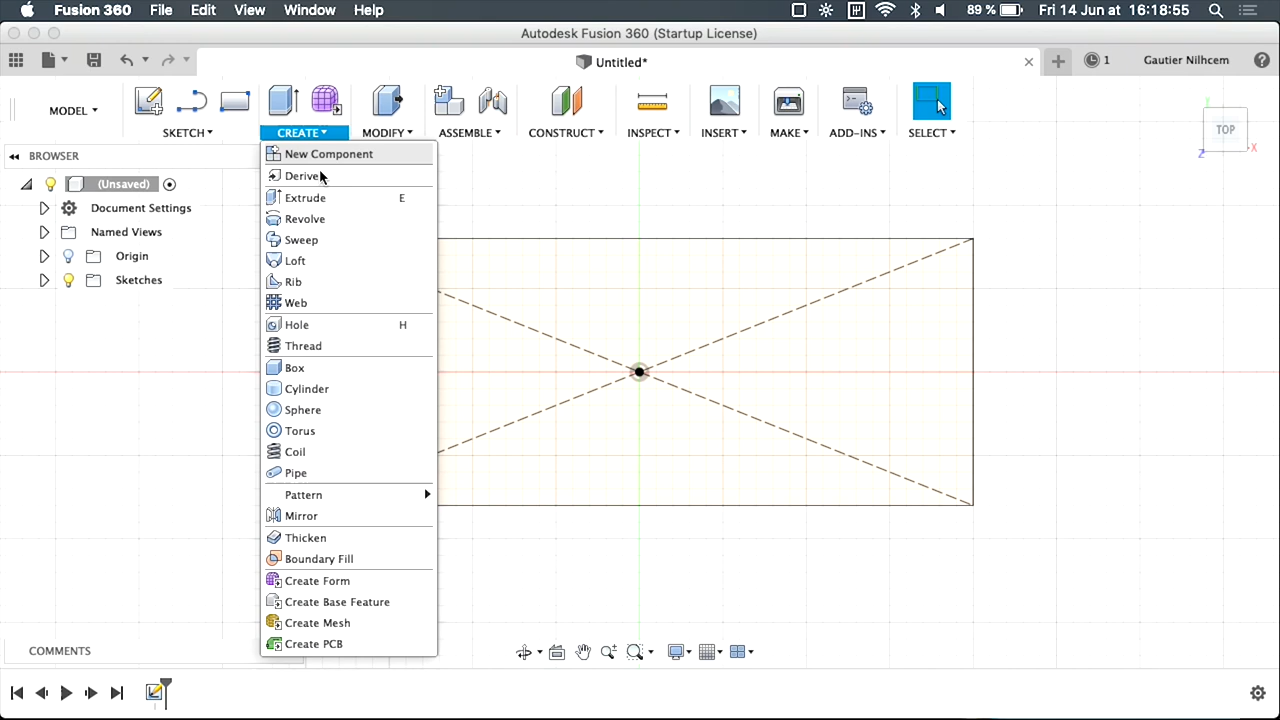 Fusion 360 File Edit View Window Help 89 % Fri 14 Jun at 16:18:55
Autodesk Fusion 360 (Startup License)
Untitled* 1 Gautier Nilhcem
MODEL SKETCH CREATE MODIFY ASSEMBLE CONSTRUCT INSPECT INSERT MAKE ADD-INS SELECT
TOP
X
Y
Z
BROWSER
(Unsaved)
Document Settings
Named Views
Origin
Sketches
New Component
Derive
Extrude E
Revolve
Sweep
Loft
Rib
Web
Hole H
Thread
Box
Cylinder
Sphere
Torus
Coil
Pipe
Pattern
Mirror
Thicken
Boundary Fill
Create Form
Create Base Feature
Create Mesh
Create PCB
COMMENTS